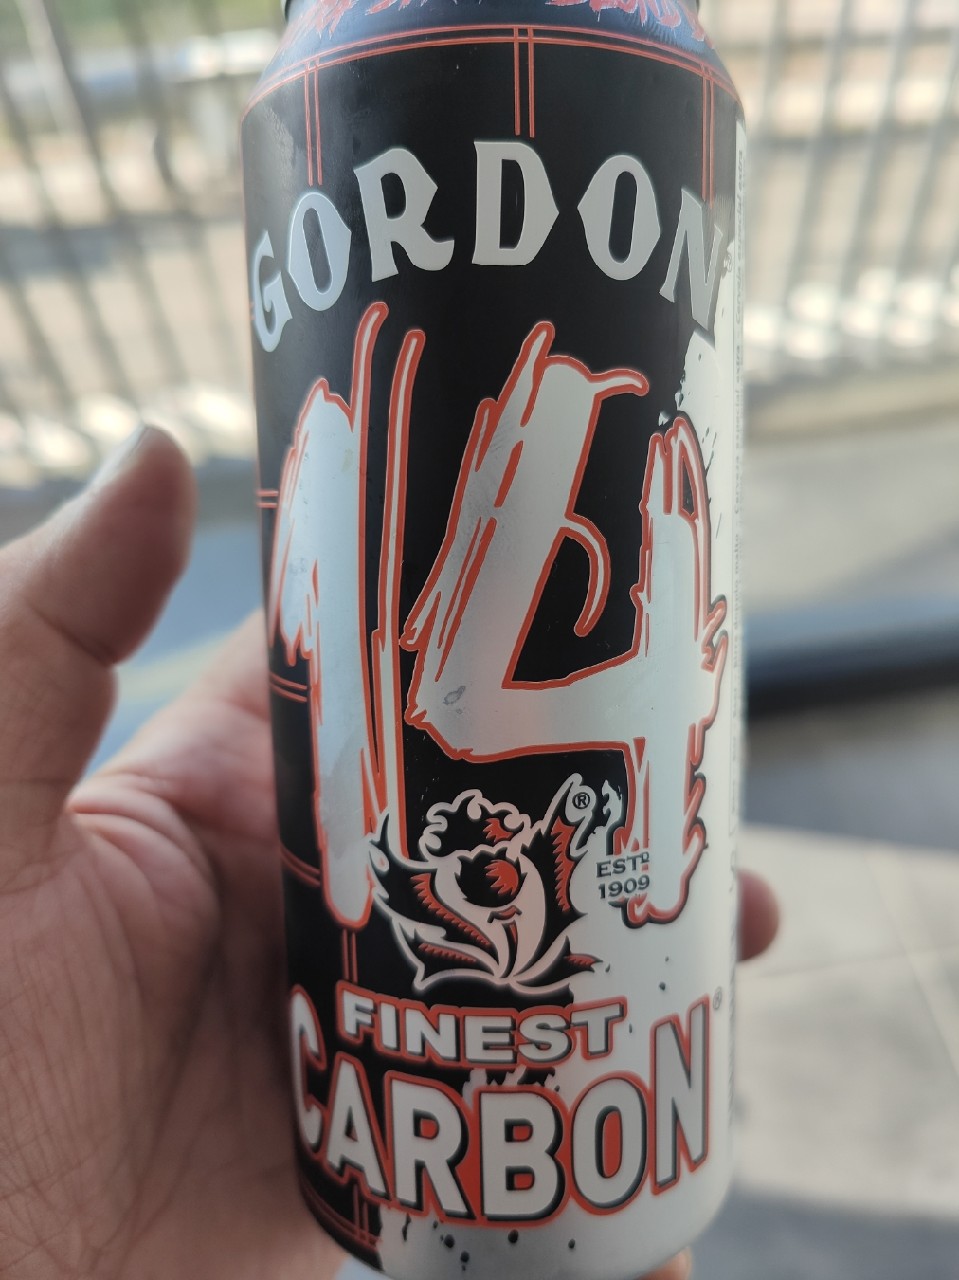 GORDON
14
®
ESTD
1909
FINEST
CARBON®